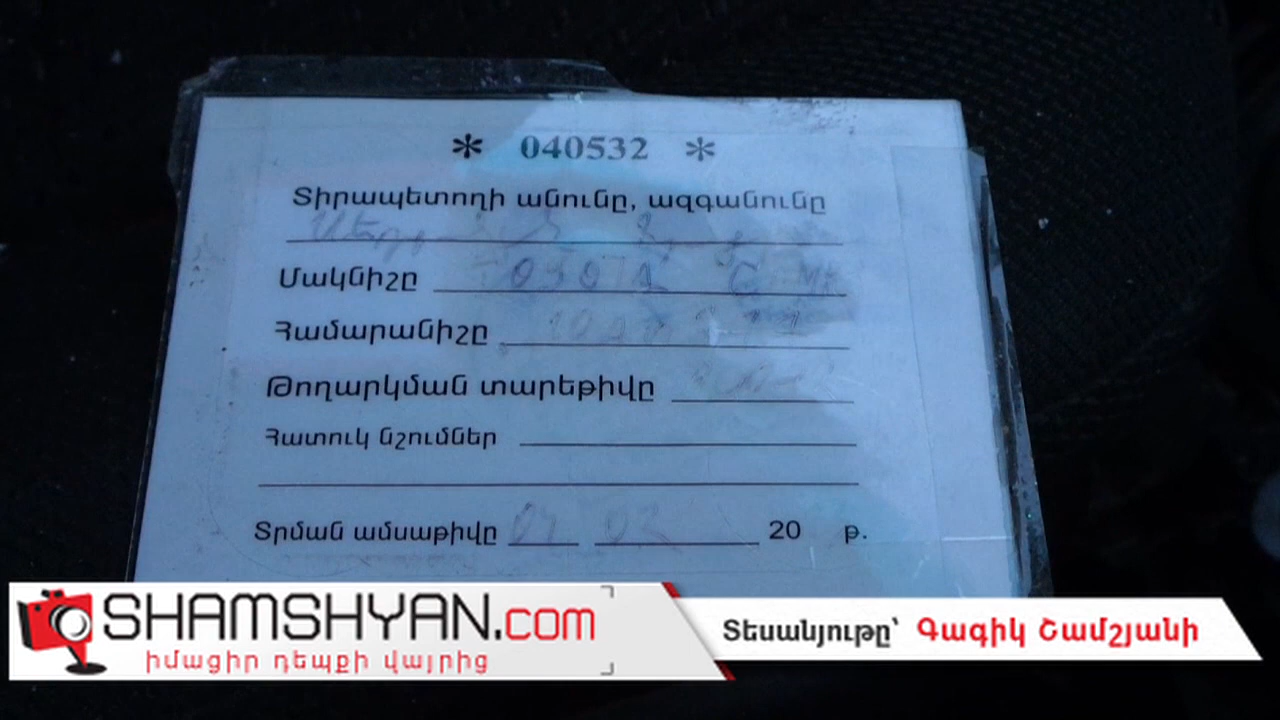 * 040532 *
Տիրապետողի անունը, ազգանունը
Մակնիշը
Համարանիշը
Թողարկման տարեթիվը
Հատուկ նշումներ
Տրման ամսաթիվը 20 թ.
SHAMSHYAN.com
իմացիր դեպքի վայրից
Տեսանյութը՝ Գագիկ Շամշյանի